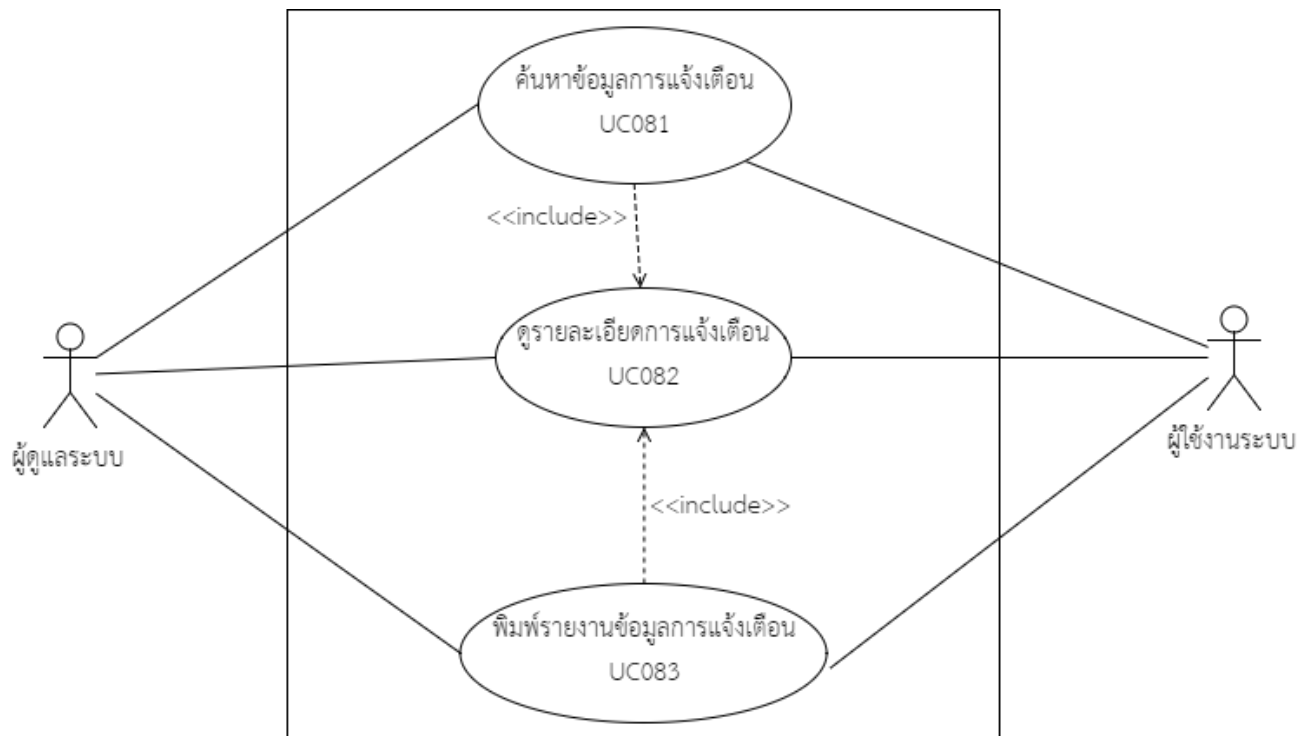 ค้นหาข้อมูลการแจ้งเตือน
UC081
<<include>>
ดูรายละเอียดการแจ้งเตือน
UC082
ผู้ดูแลระบบ
ผู้ใช้งานระบบ
<<include>>
พิมพ์รายงานข้อมูลการแจ้งเตือน
UC083